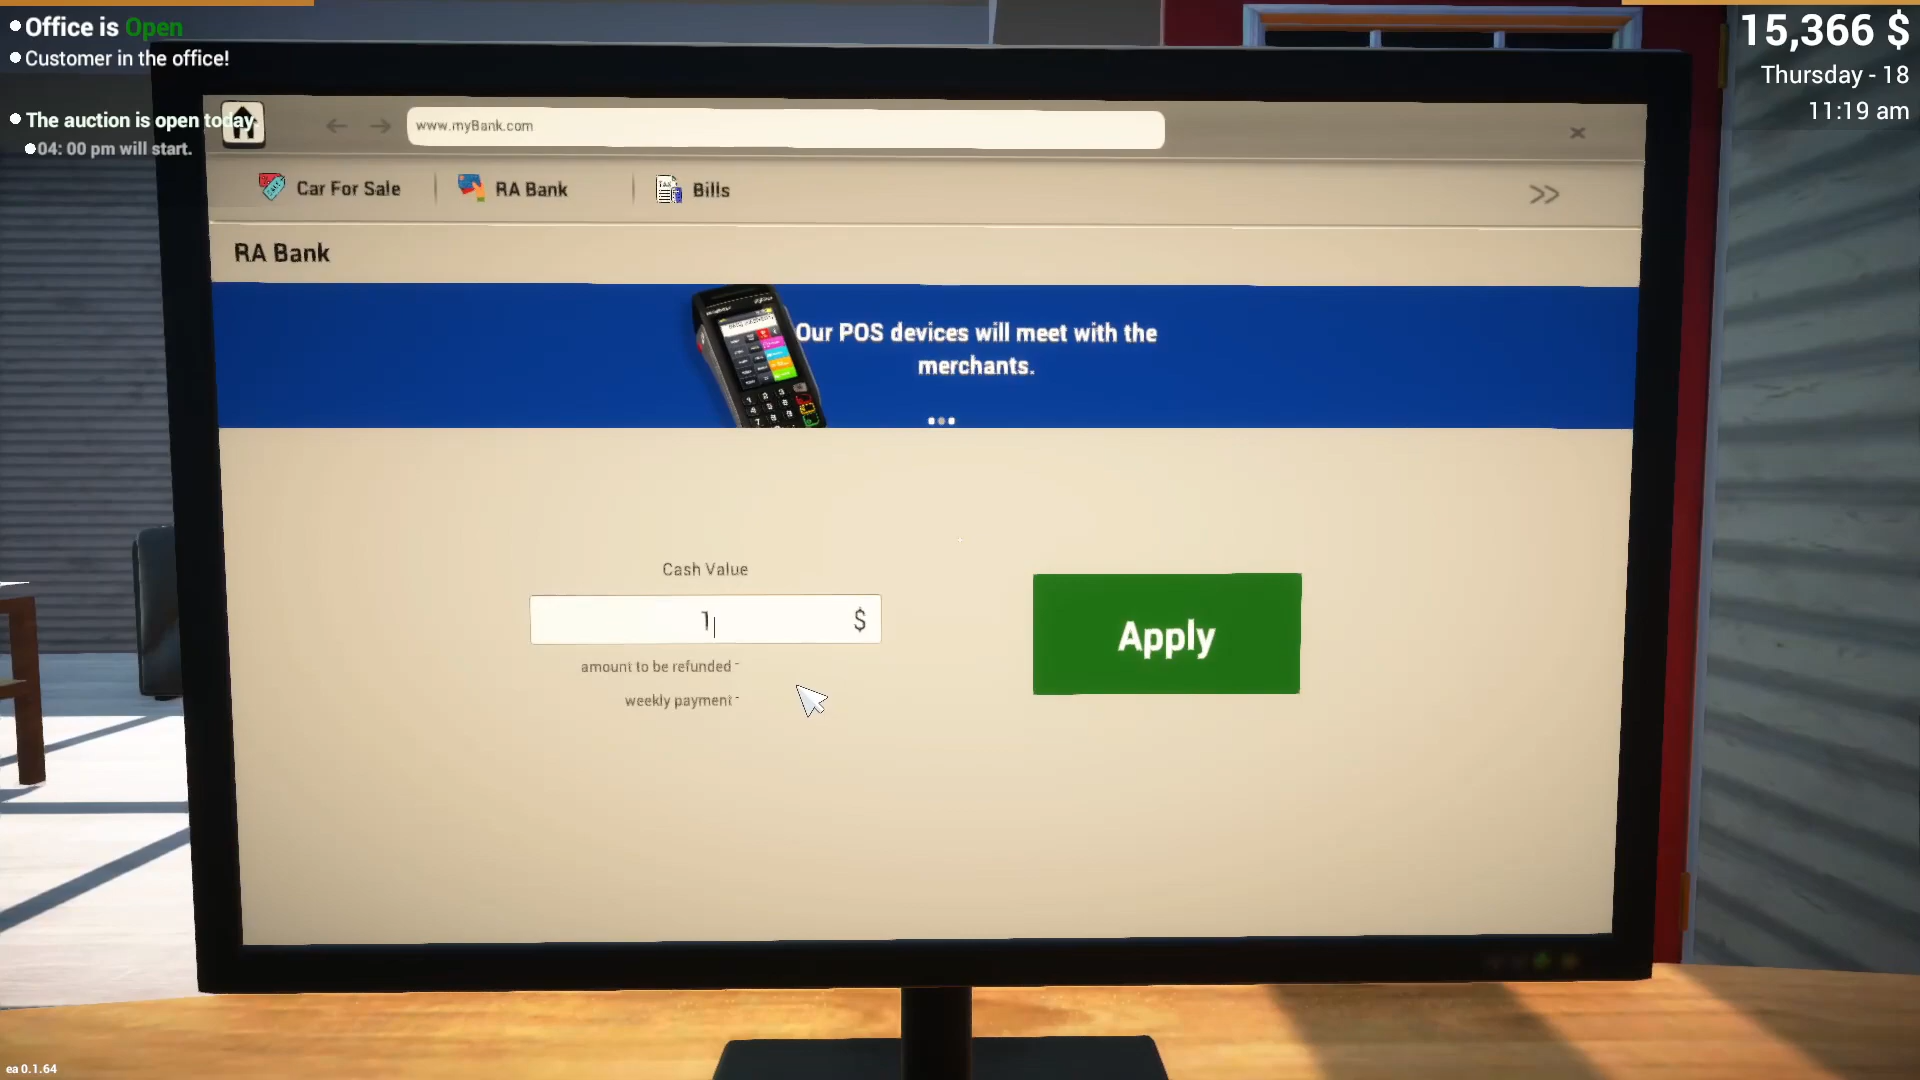 Office is Open
Customer in the office!
The auction is open today.
04: 00 pm will start.
15,366 $
Thursday - 18
11:19 am
www.myBank.com
Car For Sale
RA Bank
Bills
RA Bank
Our POS devices will meet with the
merchants.
Cash Value
1 $
amount to be refunded -
weekly payment -
Apply
ea 0.1.64